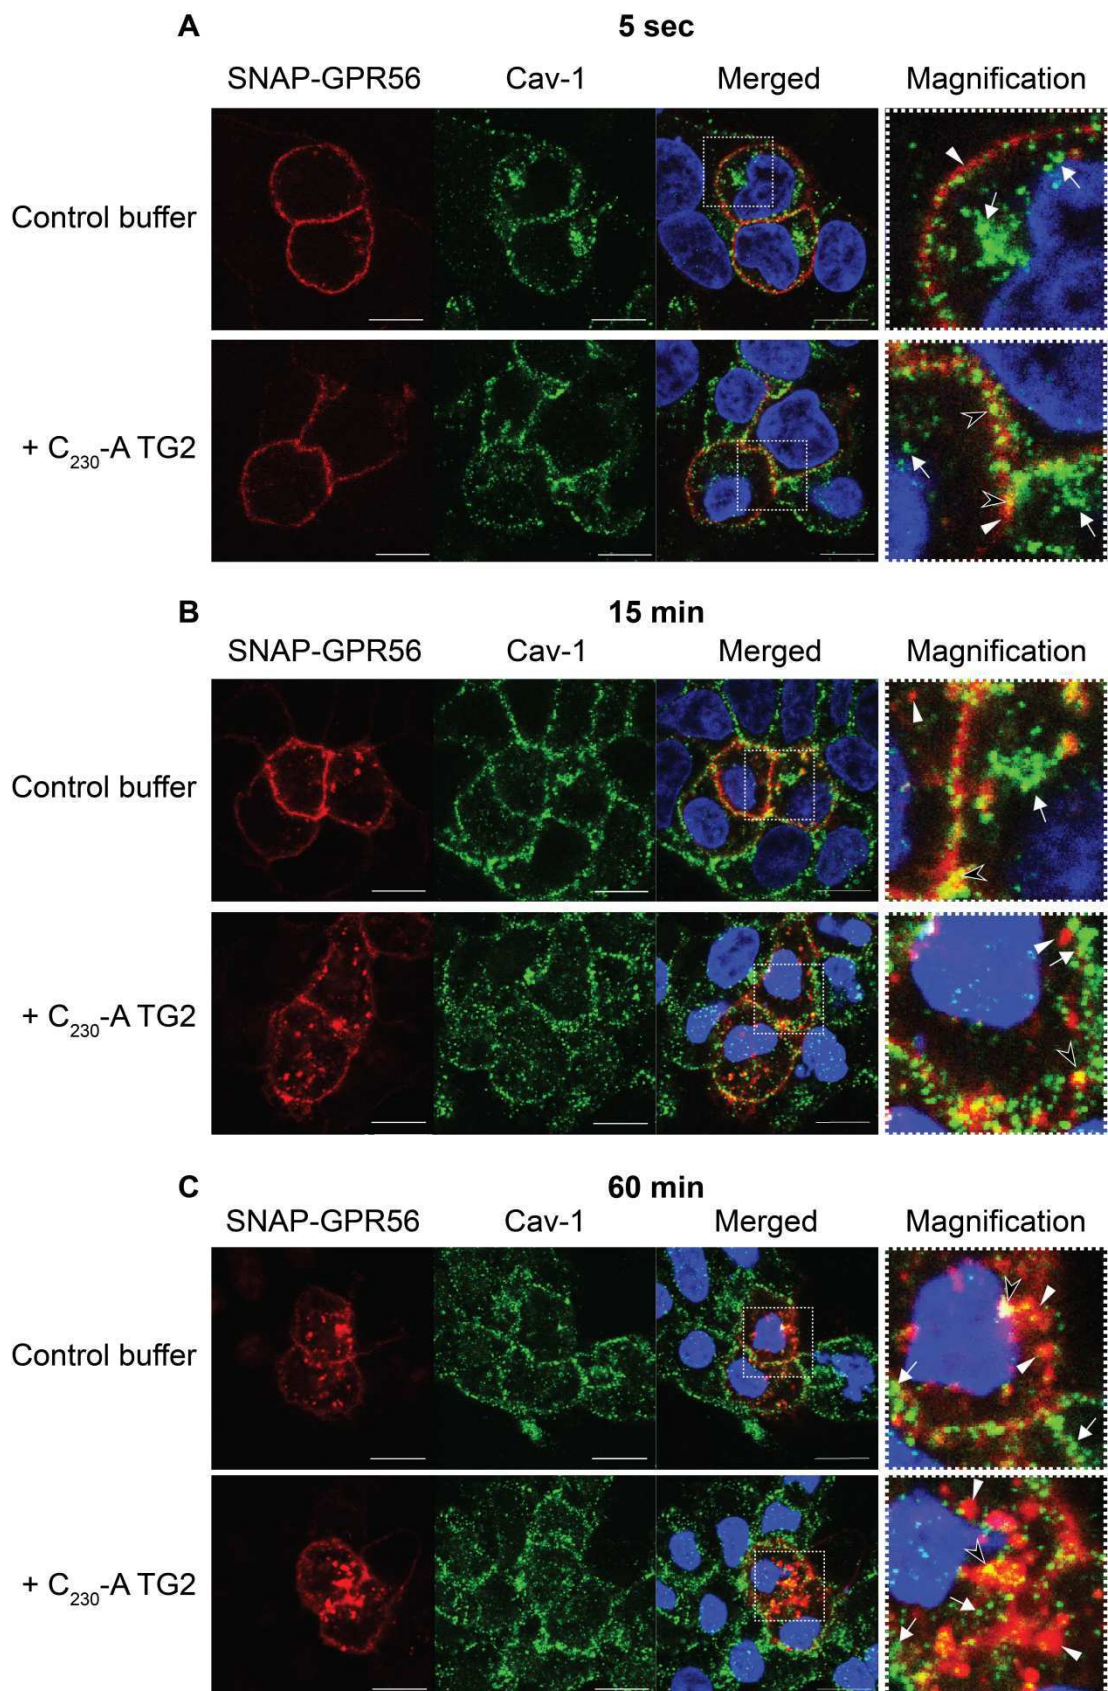 A 5 sec
SNAP-GPR56 Cav-1 Merged Magnification
Control buffer
+ C₂₃₀-A TG2
B 15 min
SNAP-GPR56 Cav-1 Merged Magnification
Control buffer
+ C₂₃₀-A TG2
C 60 min
SNAP-GPR56 Cav-1 Merged Magnification
Control buffer
+ C₂₃₀-A TG2